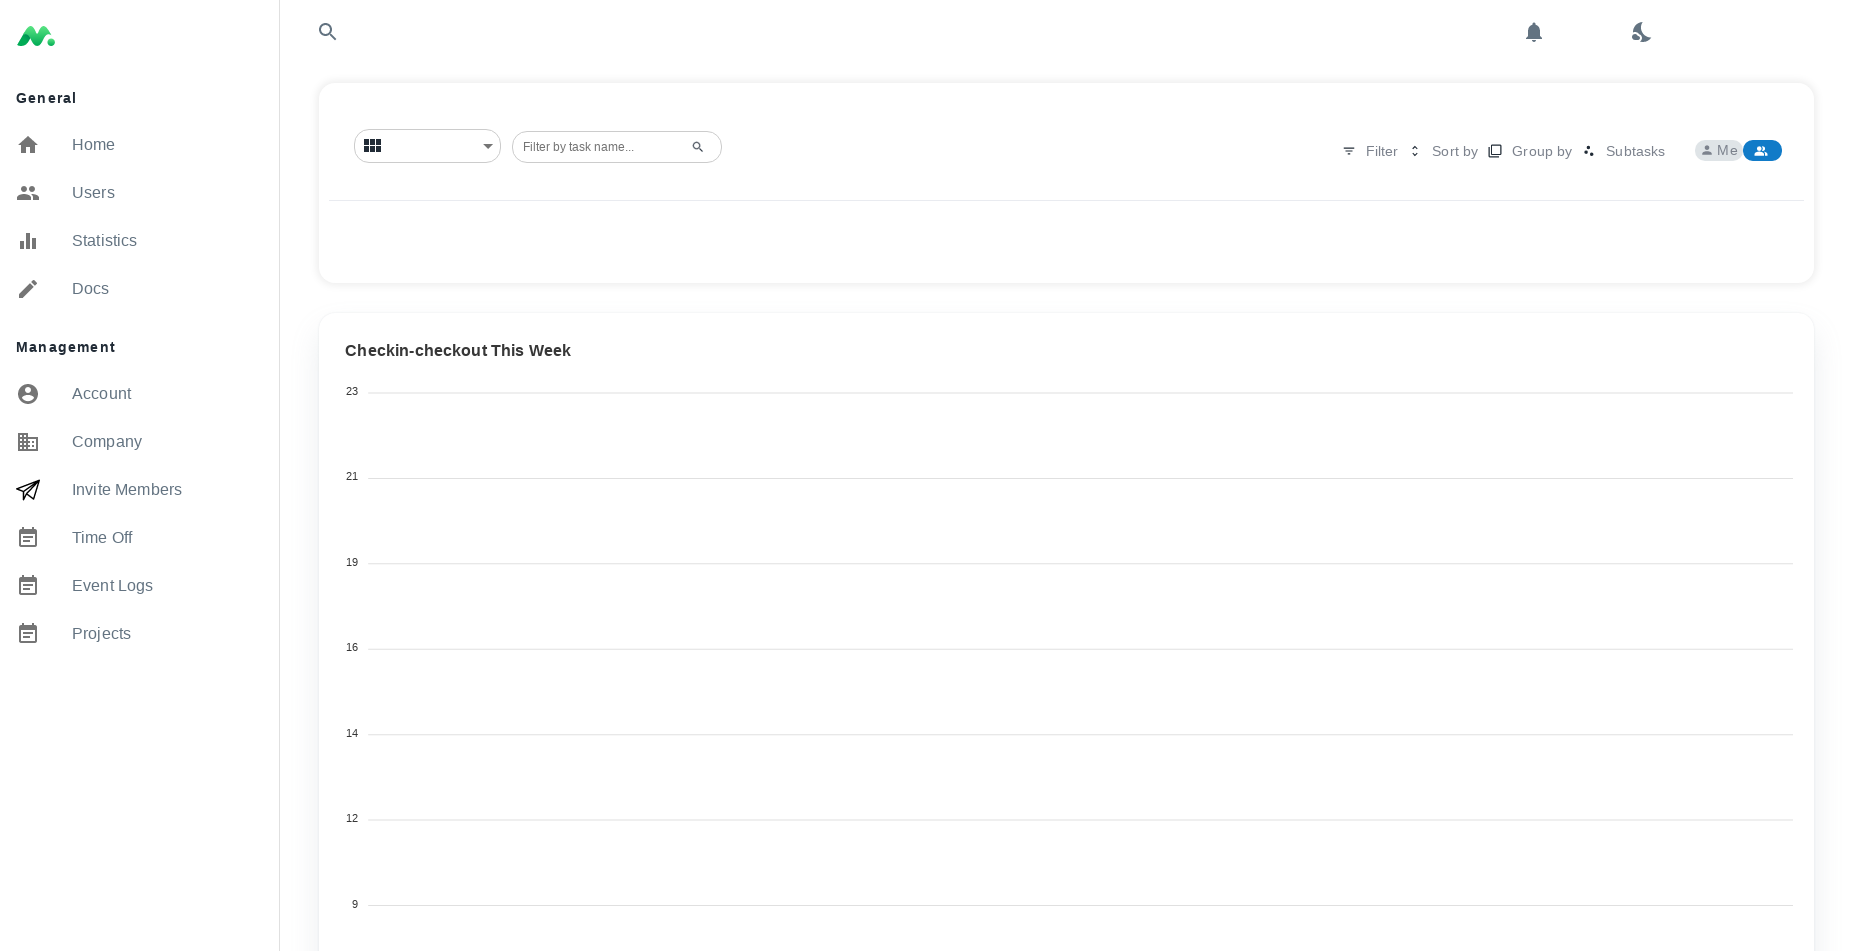 General
Home
Users
Statistics
Docs
Management
Account
Company
Invite Members
Time Off
Event Logs
Projects
Filter by task name...
Filter
Sort by
Group by
Subtasks
Me
Checkin-checkout This Week
23
21
19
16
14
12
9